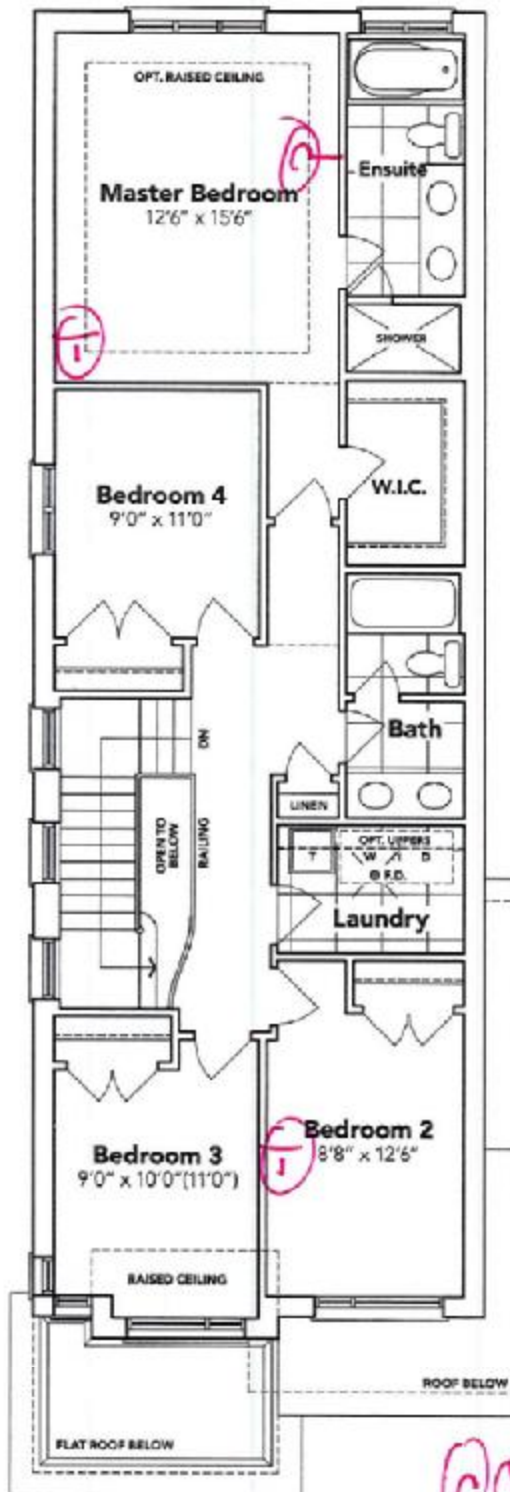 OPT. RAISED CEILING
Ensuite
Master Bedroom
12'6" x 15'6"
1
SHOWER
Bedroom 4
9'0" x 11'0"
W.I.C.
DN
Bath
OPEN TO
BELOW
RAILING
LINEN
OPT. UPPERS
T W D
F.D.
Laundry
Bedroom 2
8'8" x 12'6"
1
Bedroom 3
9'0" x 10'0"(11'0")
RAISED CEILING
ROOF BELOW
FLAT ROOF BELOW